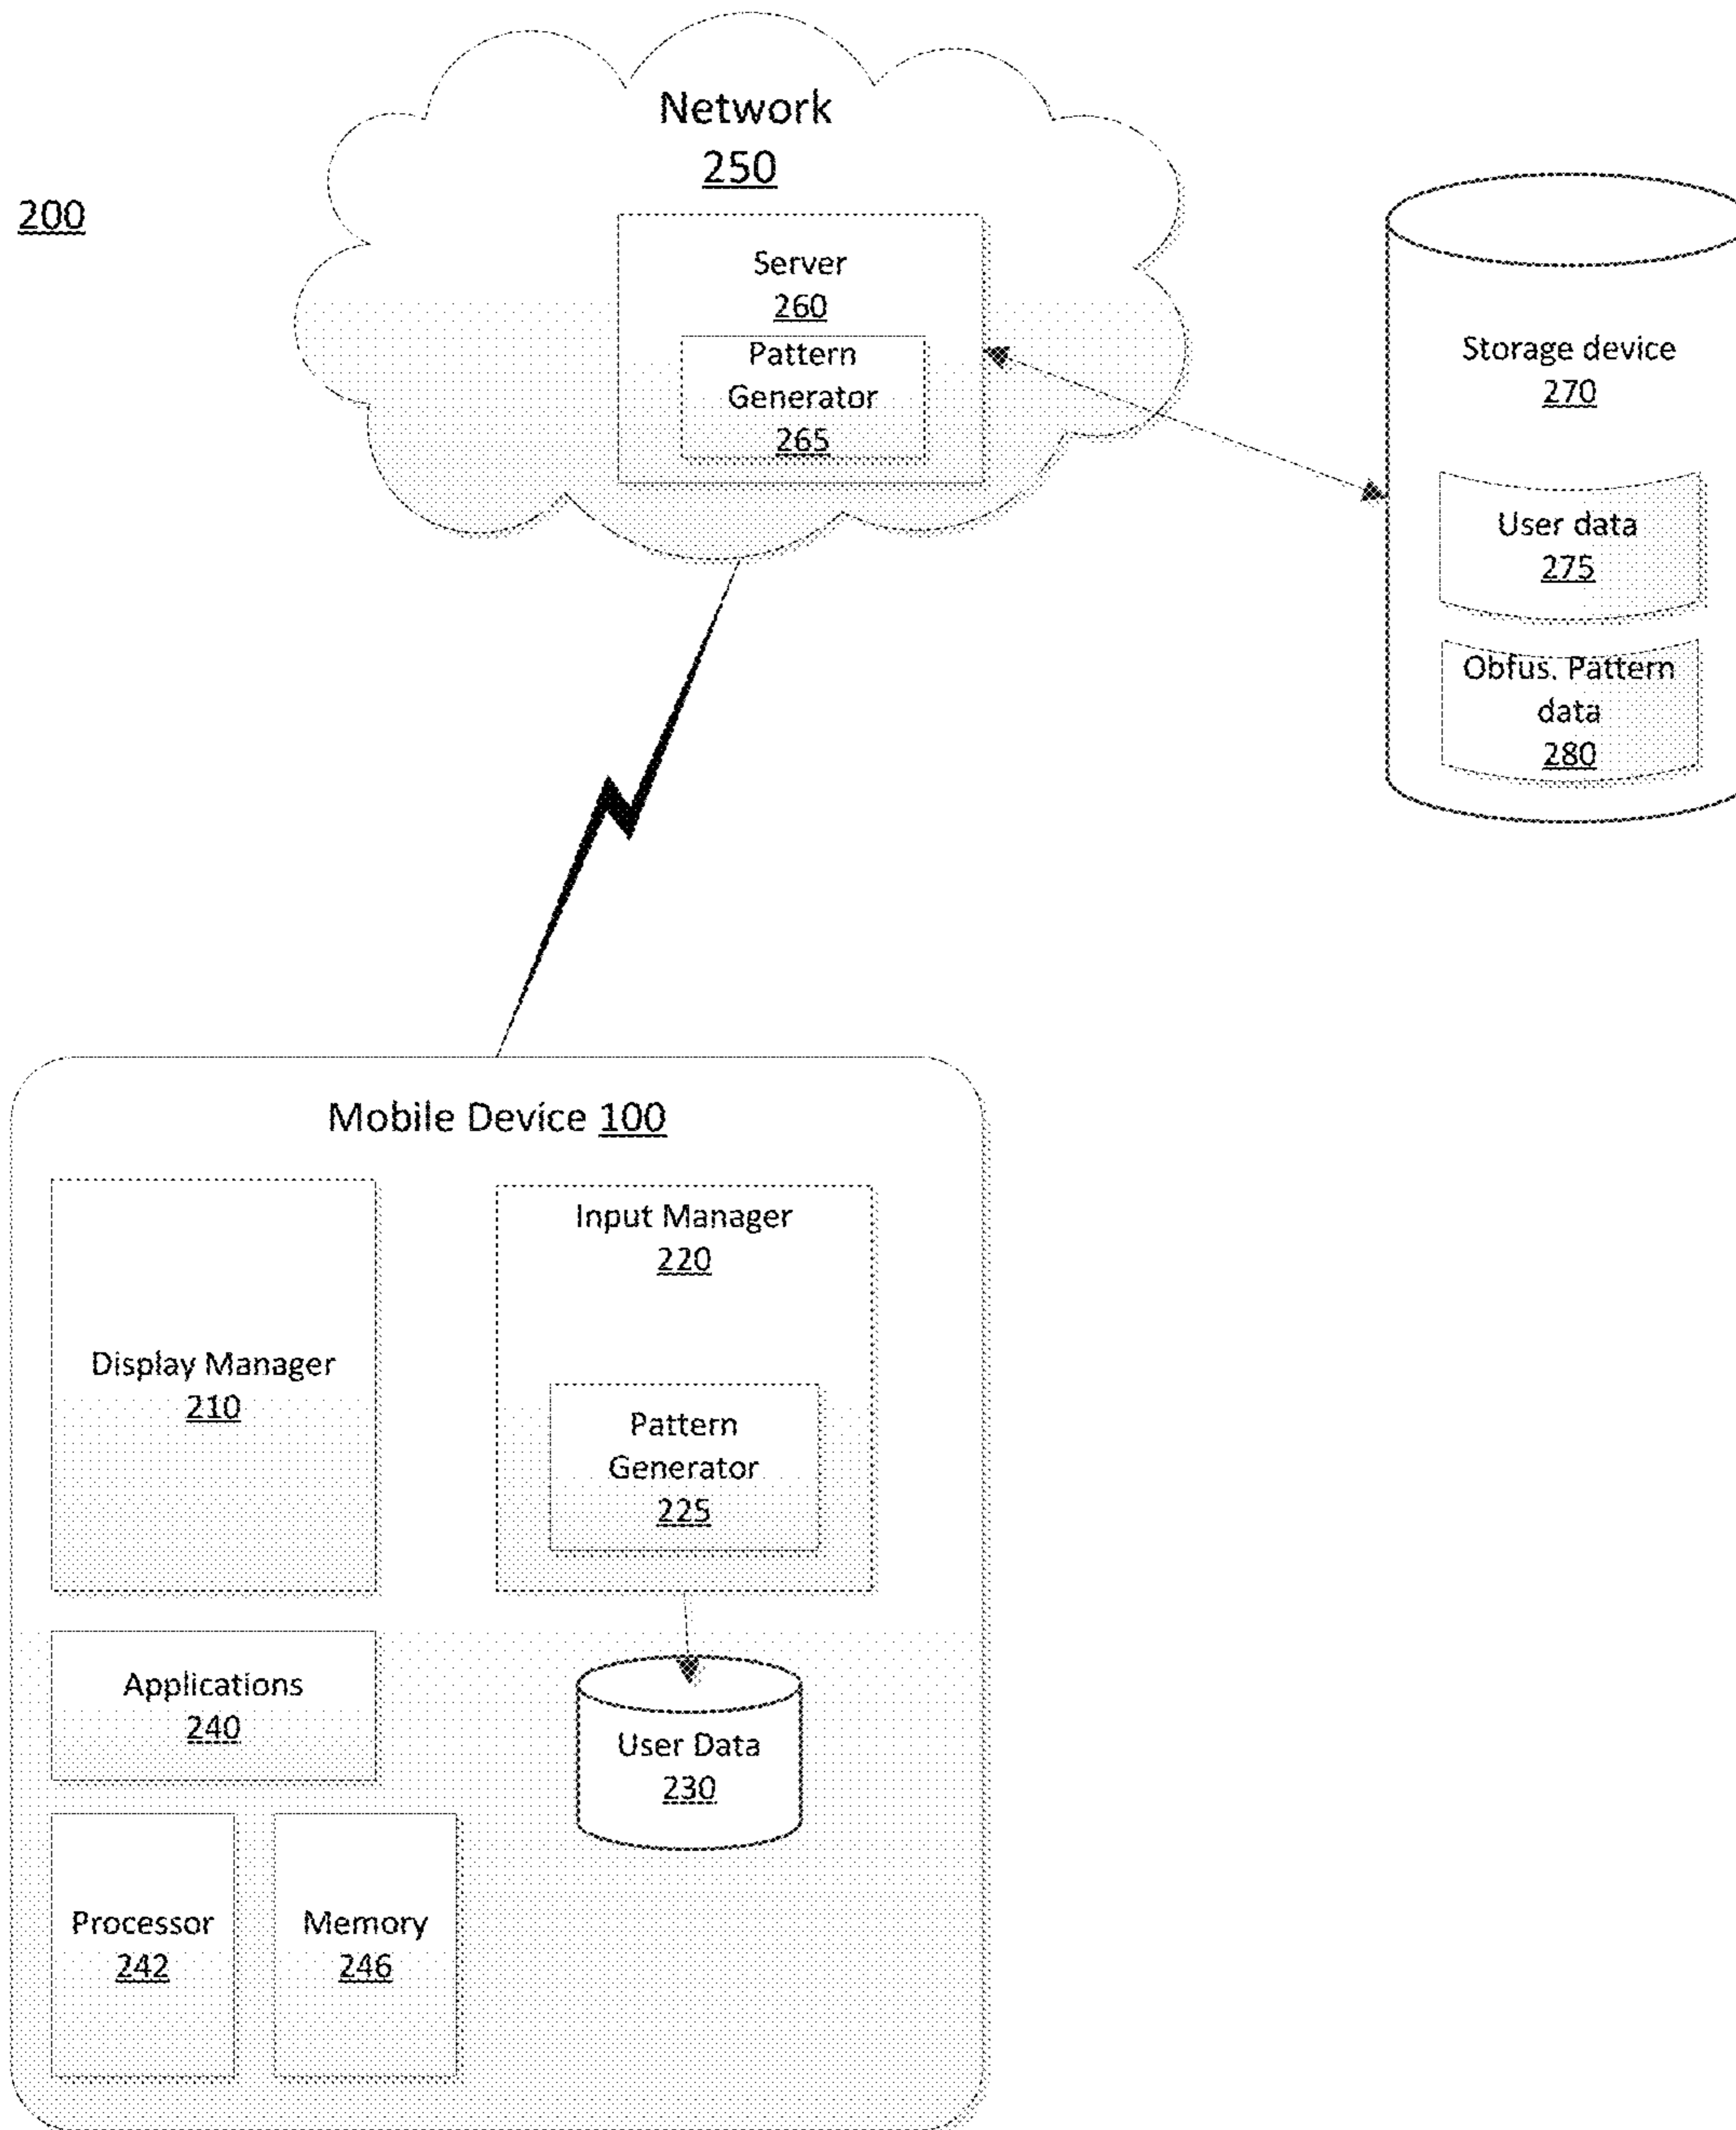 Network
250
200
Server
260
Pattern
Generator
265
Storage device
270
User data
275
Obfus. Pattern
data
280
Mobile Device 100
Display Manager
210
Input Manager
220
Pattern
Generator
225
Applications
240
User Data
230
Processor
242
Memory
246